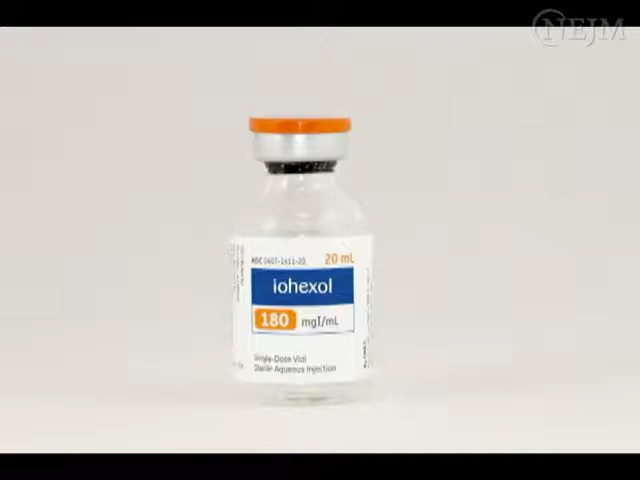 NEJM
NDC 0407-1411-20
20 mL
iohexol
180 mgI/mL
Single-Dose Vial
Sterile Aqueous Injection